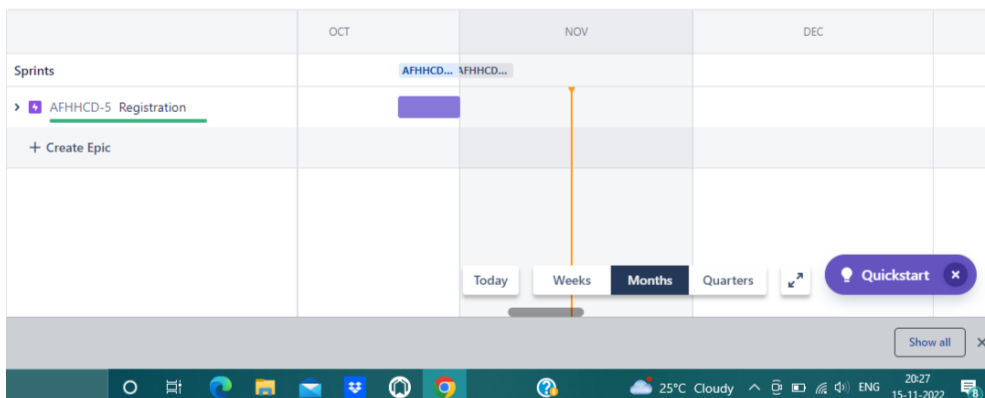 OCT NOV DEC
Sprints AFHHCD... AFHHCD...
AFHHCD-5 Registration
+ Create Epic
Today Weeks Months Quarters Quickstart
Show all
25°C Cloudy ENG 20:27
15-11-2022 8